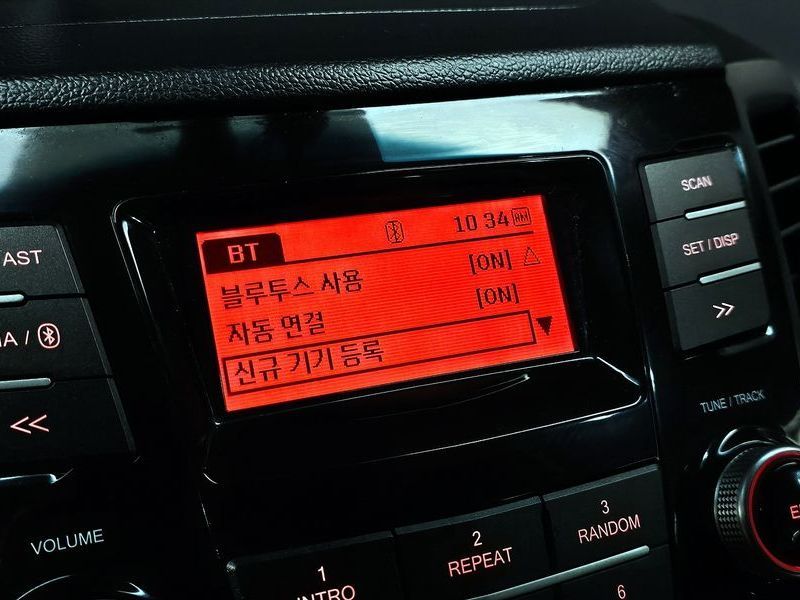 BT 10 34 AM
블루투스 사용 [ON]
자동 연결 [ON]
신규 기기 등록
AST
A /
<<
VOLUME
SCAN
SET / DISP
>>
TUNE / TRACK
1
INTRO
2
REPEAT
3
RANDOM
6
E